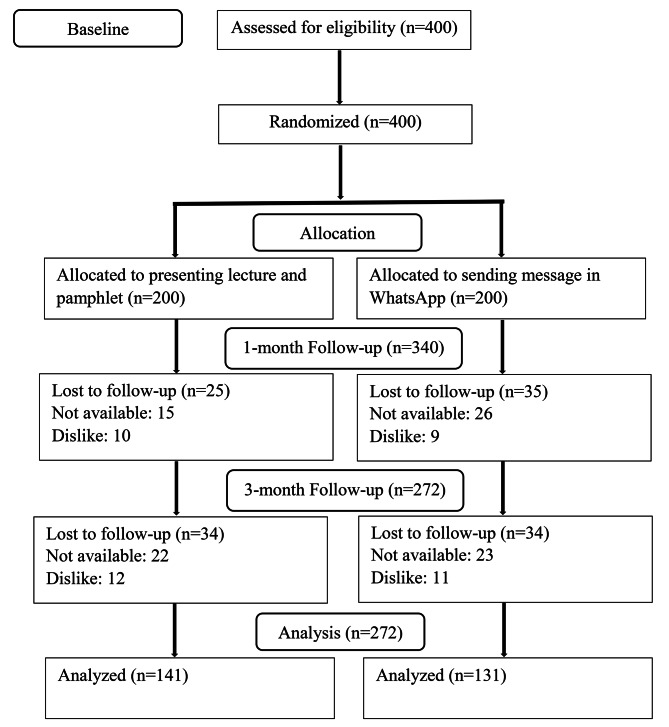 Baseline
Assessed for eligibility (n=400)
Randomized (n=400)
Allocation
Allocated to presenting lecture and
pamphlet (n=200)
Allocated to sending message in
WhatsApp (n=200)
1-month Follow-up (n=340)
Lost to follow-up (n=25)
Not available: 15
Dislike: 10
Lost to follow-up (n=35)
Not available: 26
Dislike: 9
3-month Follow-up (n=272)
Lost to follow-up (n=34)
Not available: 22
Dislike: 12
Lost to follow-up (n=34)
Not available: 23
Dislike: 11
Analysis (n=272)
Analyzed (n=141)
Analyzed (n=131)